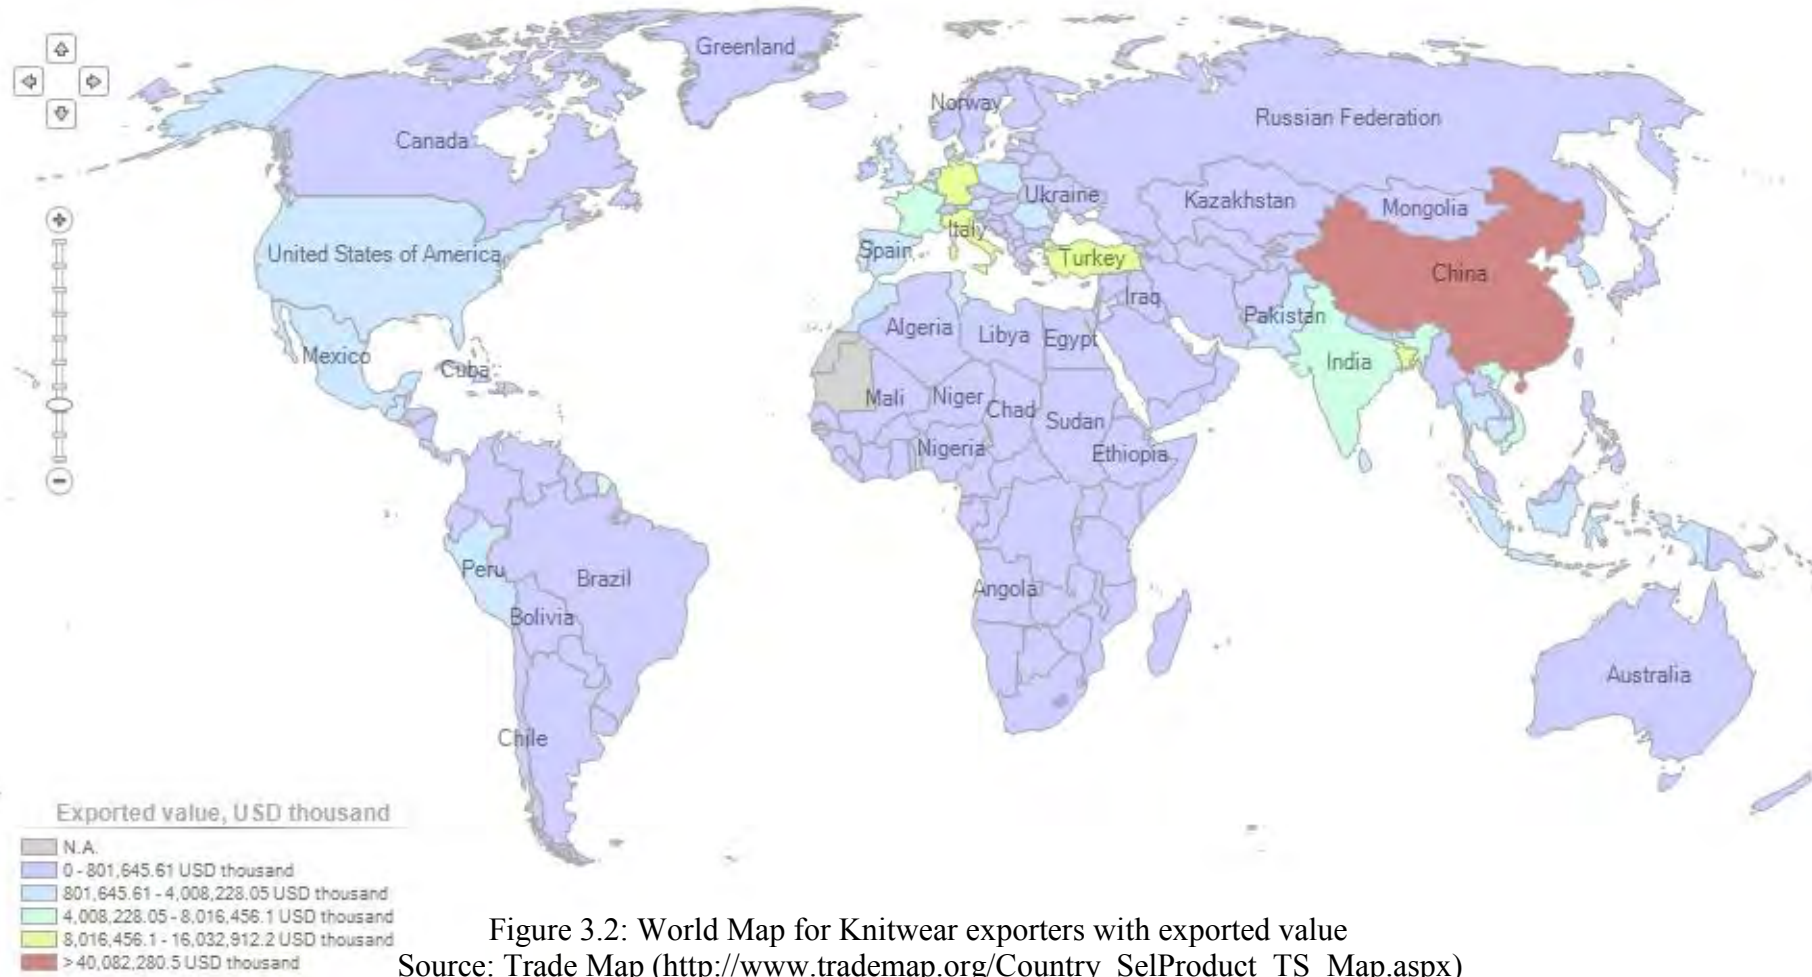 Greenland
Norway
Canada
Russian Federation
Ukraine
Kazakhstan
Mongolia
Italy
Spain
United States of America
Turkey
China
Iraq
Pakistan
Algeria
Libya
Egypt
Mexico
India
Cuba
Mali
Niger
Chad
Sudan
Nigeria
Ethiopia
Peru
Brazil
Angola
Bolivia
Australia
Chile
Exported value, USD thousand
N.A.
0 - 801,645.61 USD thousand
801,645.61 - 4,008,228.05 USD thousand
4,008,228.05 - 8,016,456.1 USD thousand
8,016,456.1 - 16,032,912.2 USD thousand
> 40,082,280.5 USD thousand
Figure 3.2: World Map for Knitwear exporters with exported value
Source: Trade Map (http://www.trademap.org/Country_SelProduct_TS_Map.aspx)